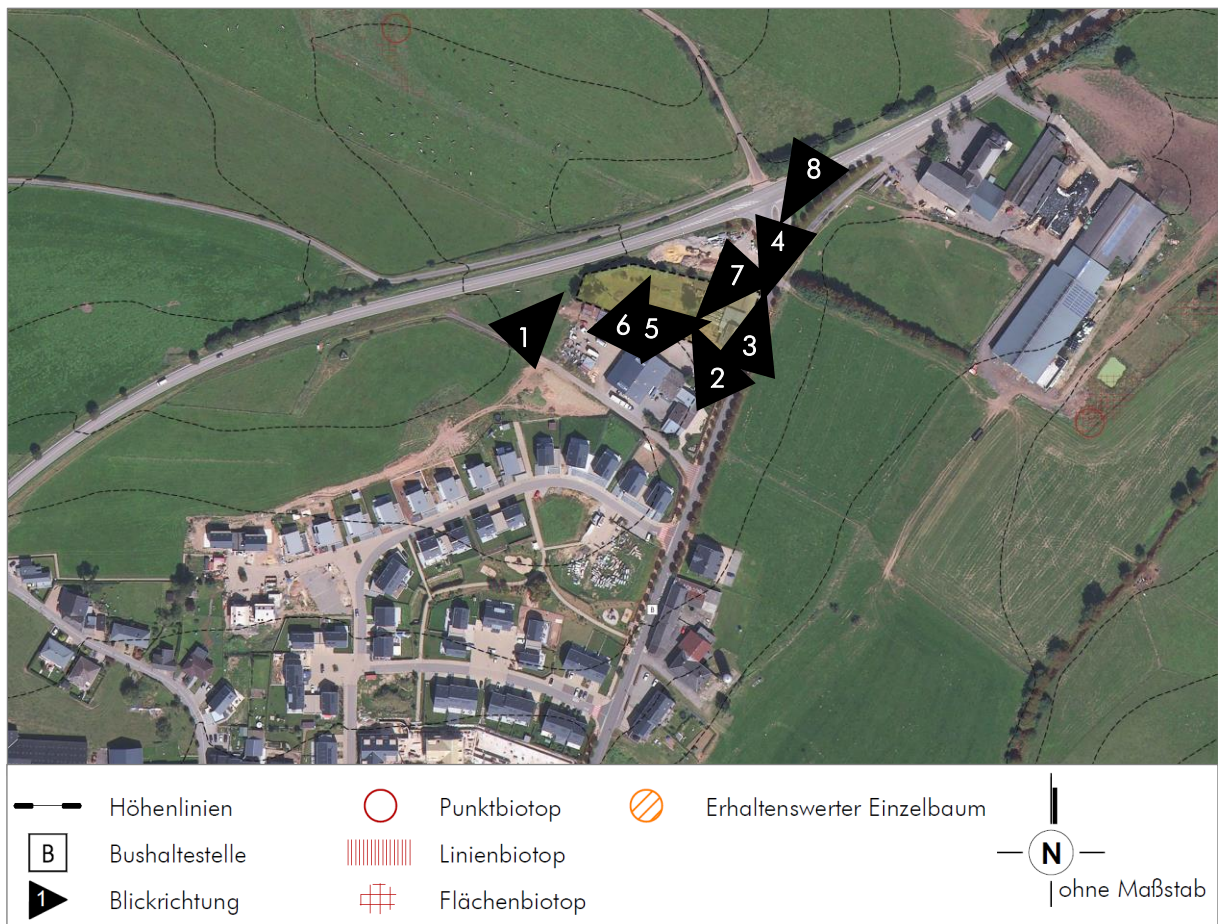 8
4
7
1
6
5
3
2
B
Höhenlinien
Punktbiotop
Erhaltenswerter Einzelbaum
B
Bushaltestelle
Linienbiotop
N
1
Blickrichtung
Flächenbiotop
ohne Maßstab